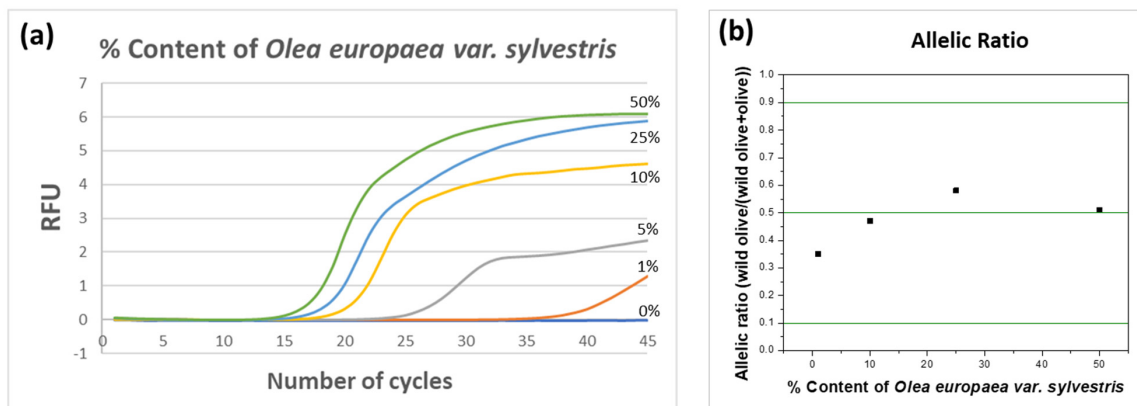 (a)
% Content of Olea europaea var. sylvestris
7
6
5
4
3
2
1
0
-1
RFU
0 5 10 15 20 25 30 35 40 45
Number of cycles
50%
25%
10%
5%
1%
0%
(b)
Allelic Ratio
Allelic ratio (wild olive/(wild olive+olive))
1.0
0.9
0.8
0.7
0.6
0.5
0.4
0.3
0.2
0.1
0.0
0 10 20 30 40 50
% Content of Olea europaea var. sylvestris